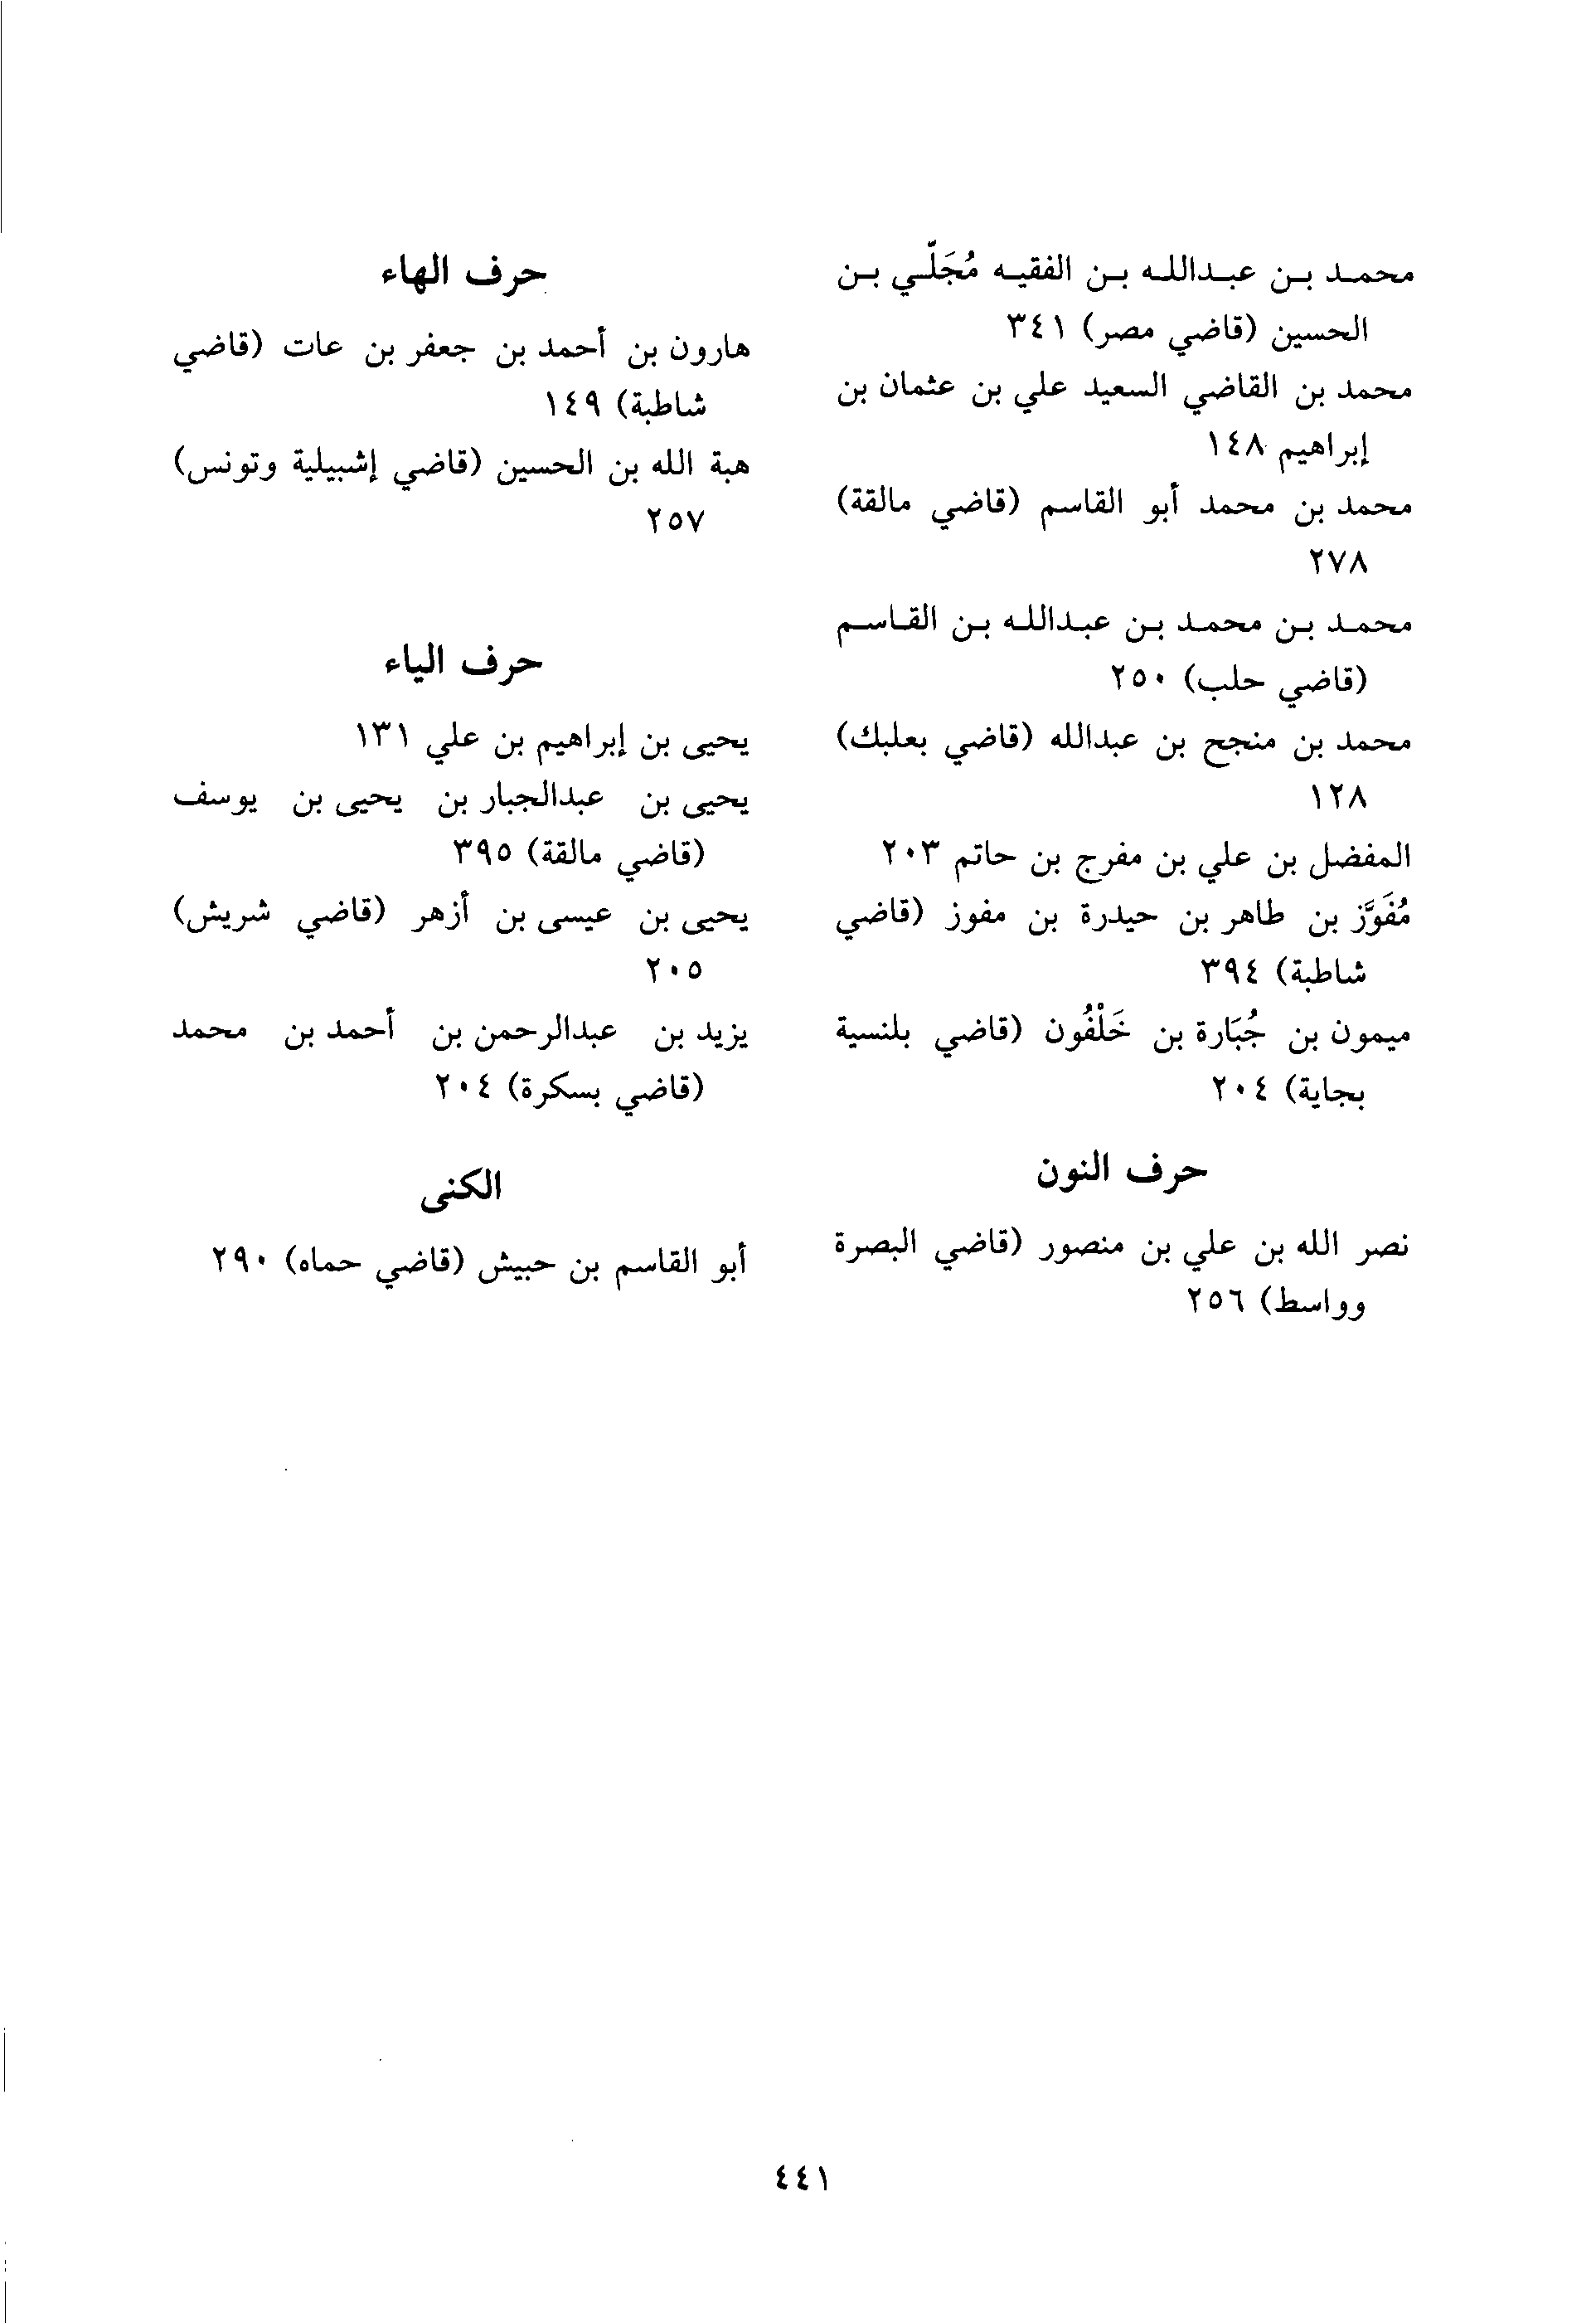 محمد بن عبدالله بن الفقيه مُجَلّي بن
الحسين (قاضي مصر) ٣٤١
محمد بن القاضي السعيد علي بن عثمان بن
إبراهيم ١٤٨
محمد بن محمد أبو القاسم (قاضي مالقة)
٢٧٨
محمد بن محمد بن عبدالله بن القاسم
(قاضي حلب) ٢٥٠
محمد بن منجح بن عبدالله (قاضي بعلبك)
١٢٨
المفضل بن علي بن مفرج بن حاتم ٢٠٣
مُفَوَّز بن طاهر بن حيدرة بن مفوز (قاضي
شاطبة) ٣٩٤
ميمون بن جُبَارة بن خَلْفُون (قاضي بلنسية
بجاية) ٢٠٤
حرف النون
نصر الله بن علي بن منصور (قاضي البصرة
وواسط) ٢٥٦
حرف الهاء
هارون بن أحمد بن جعفر بن عات (قاضي
شاطبة) ١٤٩
هبة الله بن الحسين (قاضي إشبيلية وتونس)
٢٥٧
حرف الياء
يحيى بن إبراهيم بن علي ١٣١
يحيى بن عبدالجبار بن يحيى بن يوسف
(قاضي مالقة) ٣٩٥
يحيى بن عيسى بن أزهر (قاضي شريش)
٢٠٥
يزيد بن عبدالرحمن بن أحمد بن محمد
(قاضي بسكرة) ٢٠٤
الكنى
أبو القاسم بن حبيش (قاضي حماه) ٢٩٠
٤٤١